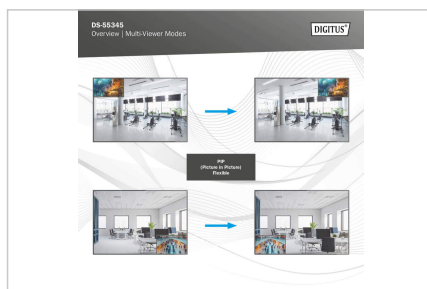 DS-55345
Overview | Multi-Viewer Modes
DIGITUS®
PIP
(Picture in Picture)
Flexible